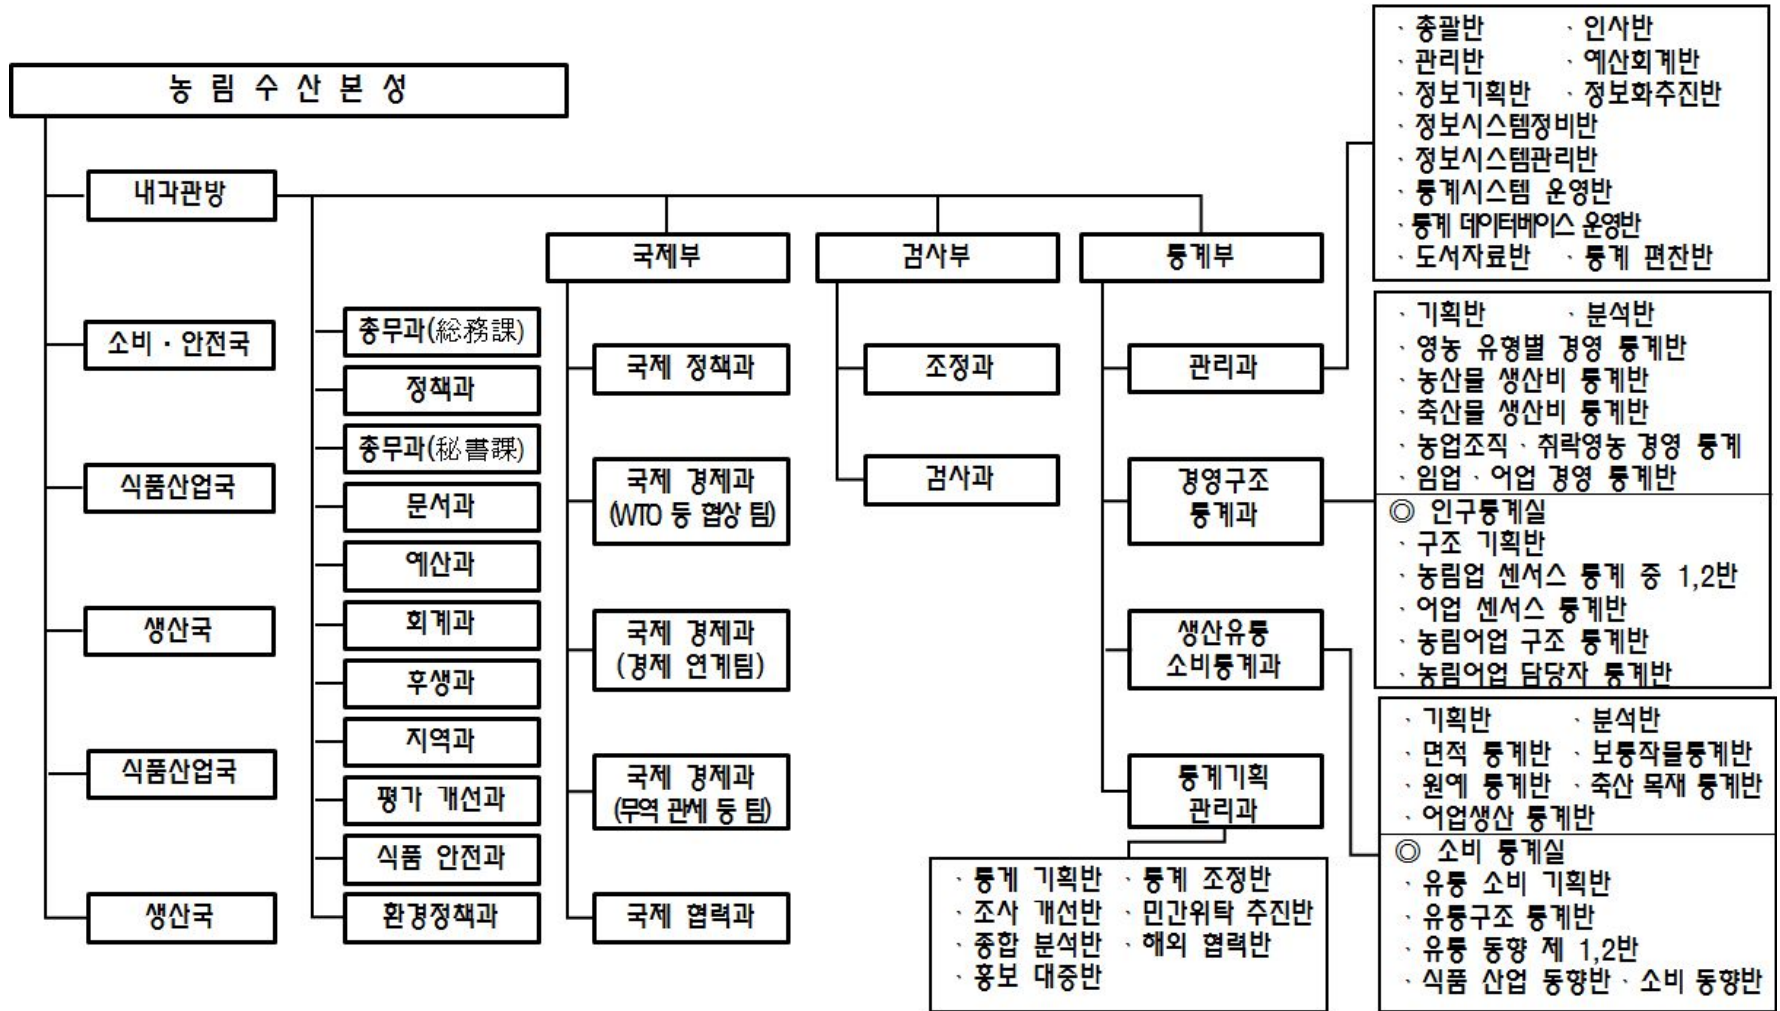 농 림 수 산 본 성
내각관방
소비 · 안전국
식품산업국
생산국
식품산업국
생산국
총무과(総務課)
정책과
총무과(秘書課)
문서과
예산과
회계과
후생과
지역과
평가 개선과
식품 안전과
환경정책과
국제부
국제 정책과
국제 경제과
(WTO 등 협상 팀)
국제 경제과
(경제 연계팀)
국제 경제과
(무역 관세 등 팀)
국제 협력과
검사부
조정과
검사과
통계부
관리과
경영구조
통계과
생산유통
소비통계과
통계기획
관리과
· 총괄반 · 인사반
· 관리반 · 예산회계반
· 정보기획반 · 정보화추진반
· 정보시스템정비반
· 정보시스템관리반
· 통계시스템 운영반
· 통계 데이터베이스 운영반
· 도서자료반 · 통계 편찬반
· 기획반 · 분석반
· 영농 유형별 경영 통계반
· 농산물 생산비 통계반
· 축산물 생산비 통계반
· 농업조직 · 취락영농 경영 통계
· 임업 · 어업 경영 통계반
◎ 인구통계실
· 구조 기획반
· 농림업 센서스 통계 중 1,2반
· 어업 센서스 통계반
· 농림어업 구조 통계반
· 농림어업 담당자 통계반
· 기획반 · 분석반
· 면적 통계반 · 보통작물통계반
· 원예 통계반 · 축산 목재 통계반
· 어업생산 통계반
◎ 소비 통계실
· 유통 소비 기획반
· 유통구조 통계반
· 유통 동향 제 1,2반
· 식품 산업 동향반 · 소비 동향반
· 통계 기획반 · 통계 조정반
· 조사 개선반 · 민간위탁 추진반
· 종합 분석반 · 해외 협력반
· 홍보 대중반